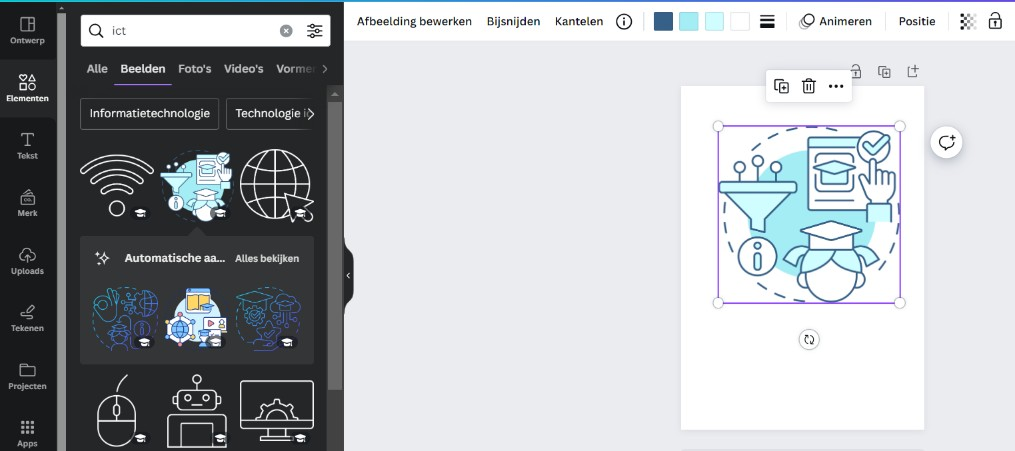 Ontwerp
Elementen
Tekst
Merk
Uploads
Tekenen
Projecten
Apps
ict
Alle Beelden Foto's Video's Vorme
Informatietechnologie Technologie i
Automatische aa... Alles bekijken
Afbeelding bewerken Bijsnijden Kantelen Animeren Positie